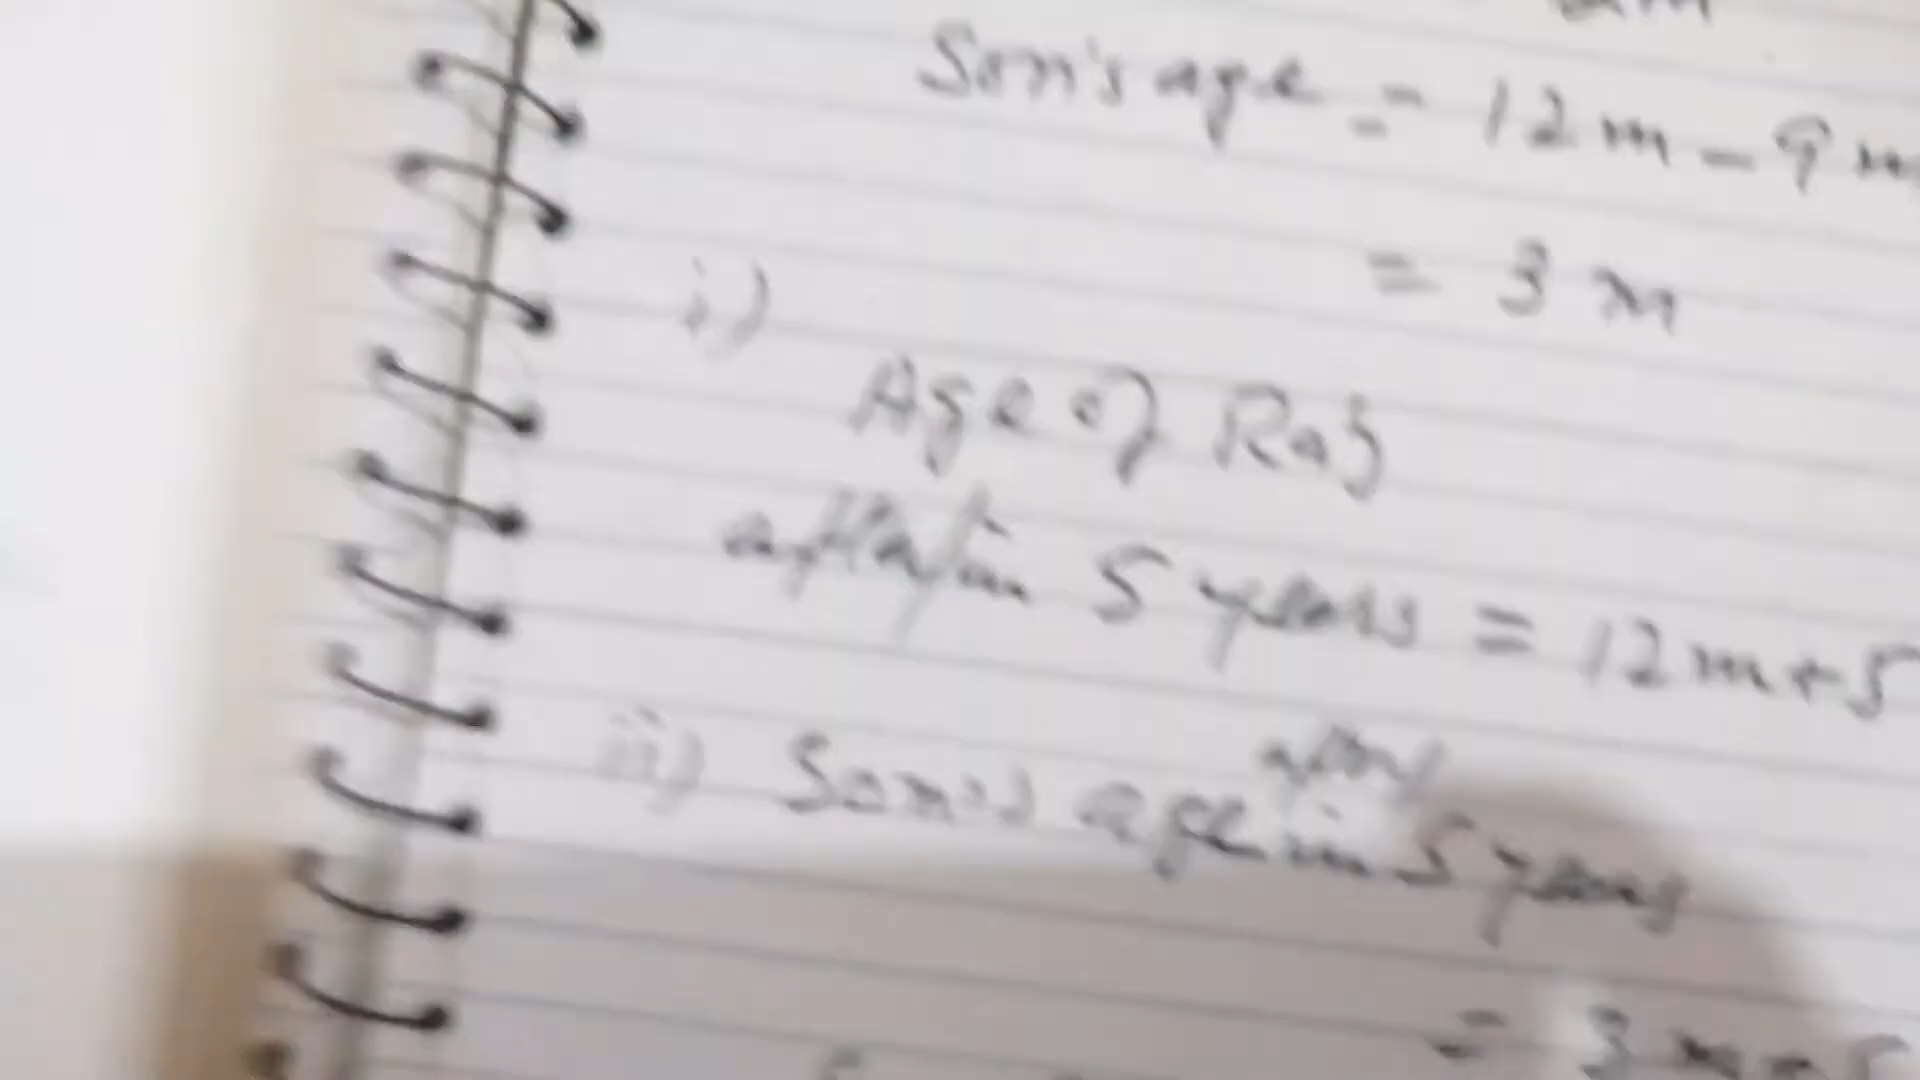 Son's age = 12m - 9m
= 3m
i)
Age of Raj
after 5 years = 12m+5
after
ii) Son's age in 5 years
= 3m+5